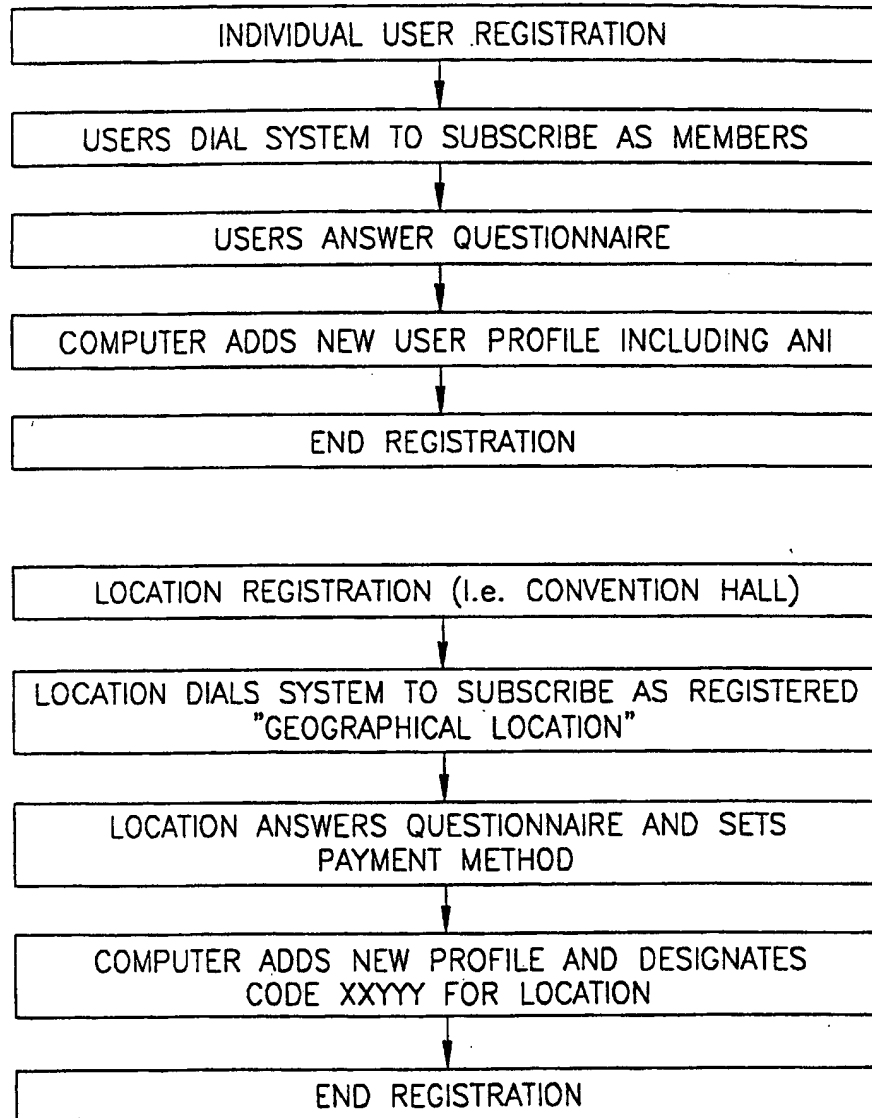 INDIVIDUAL USER REGISTRATION
USERS DIAL SYSTEM TO SUBSCRIBE AS MEMBERS
USERS ANSWER QUESTIONNAIRE
COMPUTER ADDS NEW USER PROFILE INCLUDING ANI
END REGISTRATION
LOCATION REGISTRATION (I.e. CONVENTION HALL)
LOCATION DIALS SYSTEM TO SUBSCRIBE AS REGISTERED
"GEOGRAPHICAL LOCATION"
LOCATION ANSWERS QUESTIONNAIRE AND SETS
PAYMENT METHOD
COMPUTER ADDS NEW PROFILE AND DESIGNATES
CODE XXYYY FOR LOCATION
END REGISTRATION